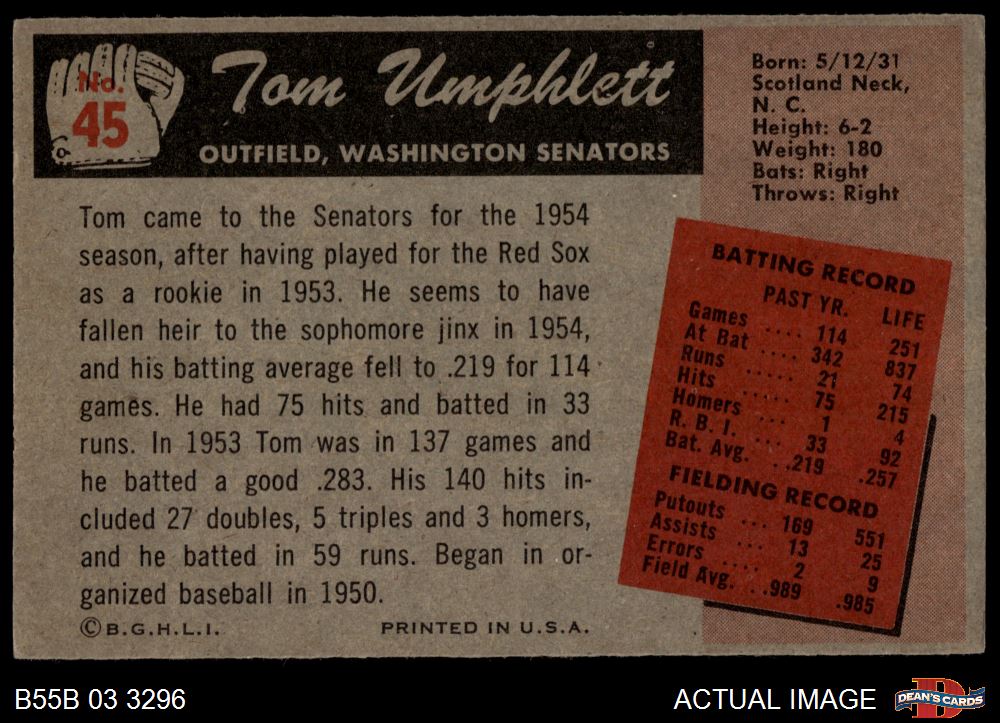 No.
45
Tom Umphlett
OUTFIELD, WASHINGTON SENATORS
Born: 5/12/31
Scotland Neck,
N. C.
Height: 6-2
Weight: 180
Bats: Right
Throws: Right
Tom came to the Senators for the 1954
season, after having played for the Red Sox
as a rookie in 1953. He seems to have
fallen heir to the sophomore jinx in 1954,
and his batting average fell to .219 for 114
games. He had 75 hits and batted in 33
runs. In 1953 Tom was in 137 games and
he batted a good .283. His 140 hits in-
cluded 27 doubles, 5 triples and 3 homers,
and he batted in 59 runs. Began in or-
ganized baseball in 1950.
©B.G.H.L.I. PRINTED IN U.S.A.
BATTING RECORD
PAST YR. LIFE
Games .... 114 251
At Bat .... 342 837
Runs ..... 21 74
Hits ..... 75 215
Homers .... 1 4
R. B. I. ... 33 92
Bat. Avg. ..219 .257
FIELDING RECORD
Putouts ... 169 551
Assists ... 13 25
Errors .... 2 9
Field Avg. ..989 .985
B55B 03 3296
ACTUAL IMAGE
DEAN'S CARDS